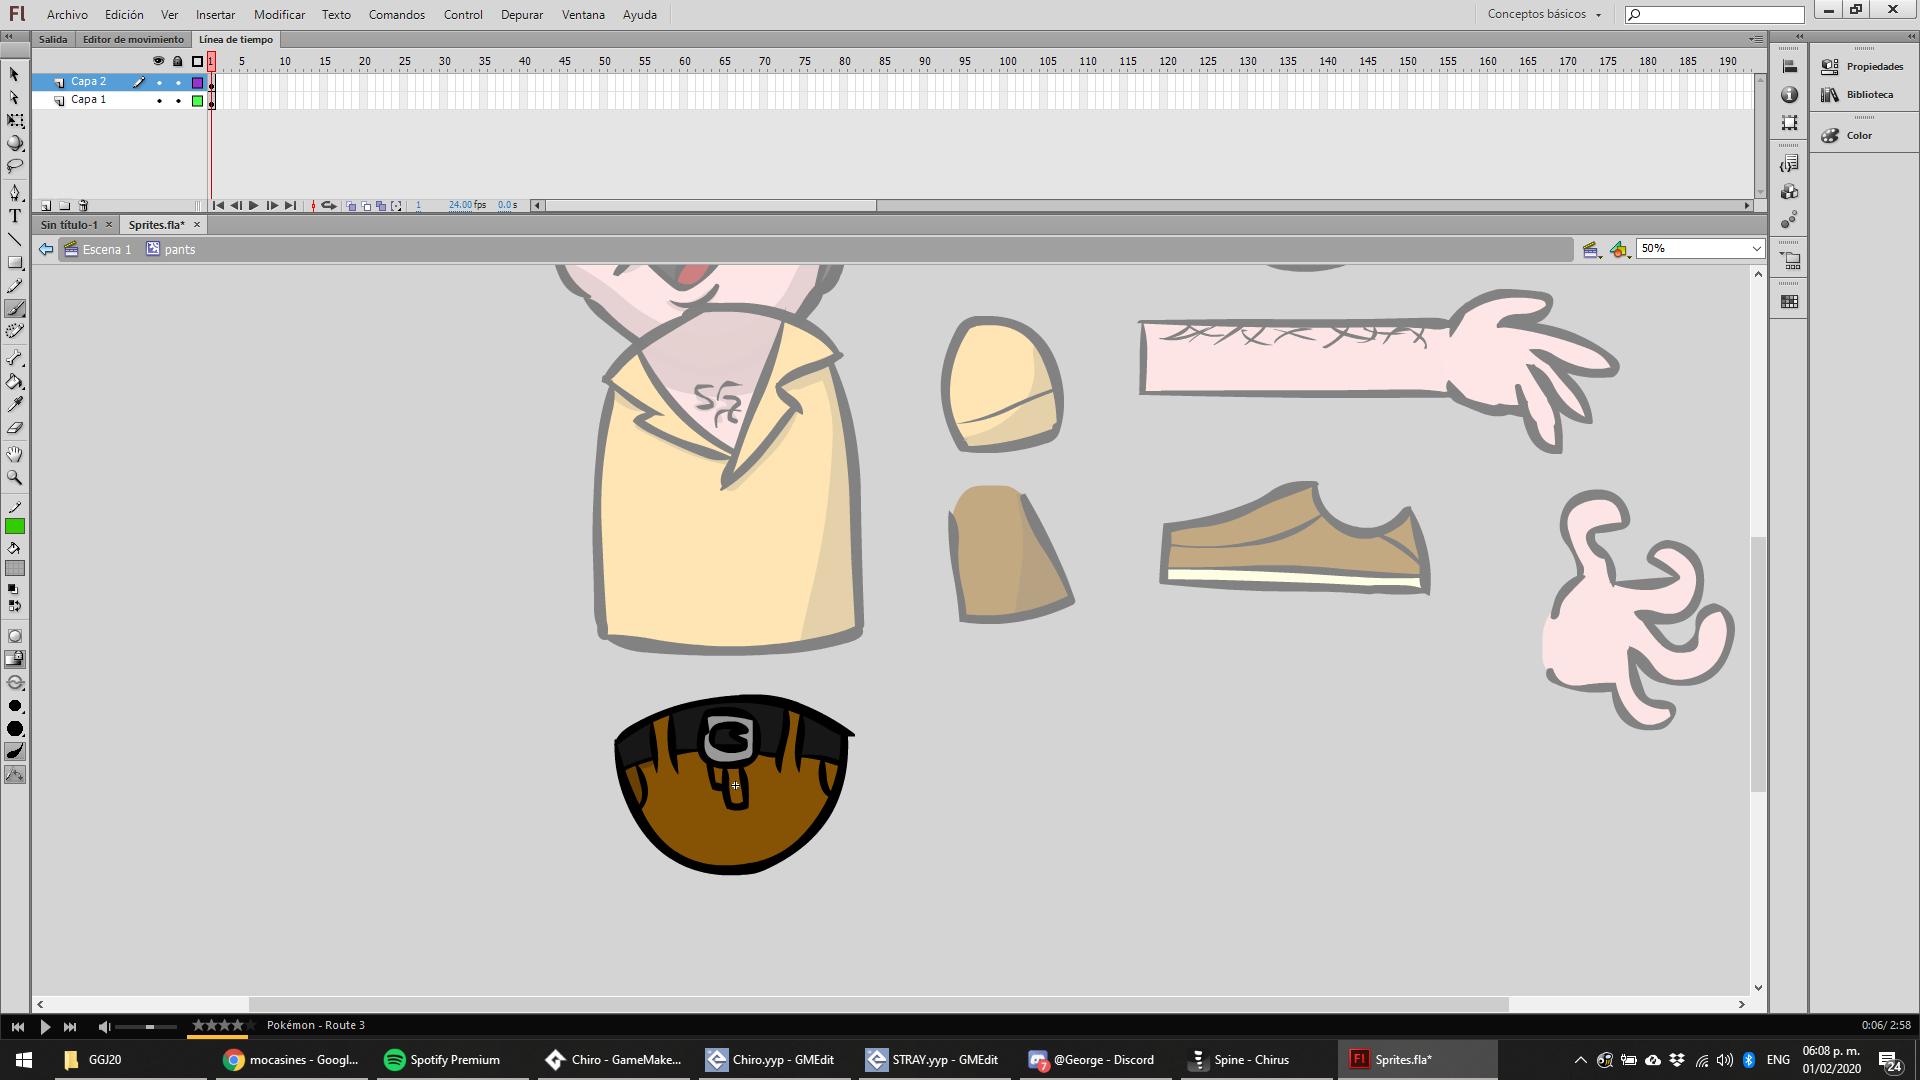 Fl Archivo Edición Ver Insertar Modificar Texto Comandos Control Depurar Ventana Ayuda Conceptos básicos
Salida Editor de movimiento Línea de tiempo
1 5 10 15 20 25 30 35 40 45 50 55 60 65 70 75 80 85 90 95 100 105 110 115 120 125 130 135 140 145 150 155 160 165 170 175 180 185 190
Capa 2
Capa 1
1 24.00 fps 0.0 s
Sin título-1 Sprites.fla*
Escena 1 pants 50%
Propiedades
Biblioteca
Color
T
Pokémon - Route 3 0:06/ 2:58
GGJ20 mocasines - Googl... Spotify Premium Chiro - GameMake... Chiro.yyp - GMEdit STRAY.yyp - GMEdit 7 @George - Discord Spine - Chirus Fl Sprites.fla* ENG 06:08 p. m. 24
01/02/2020